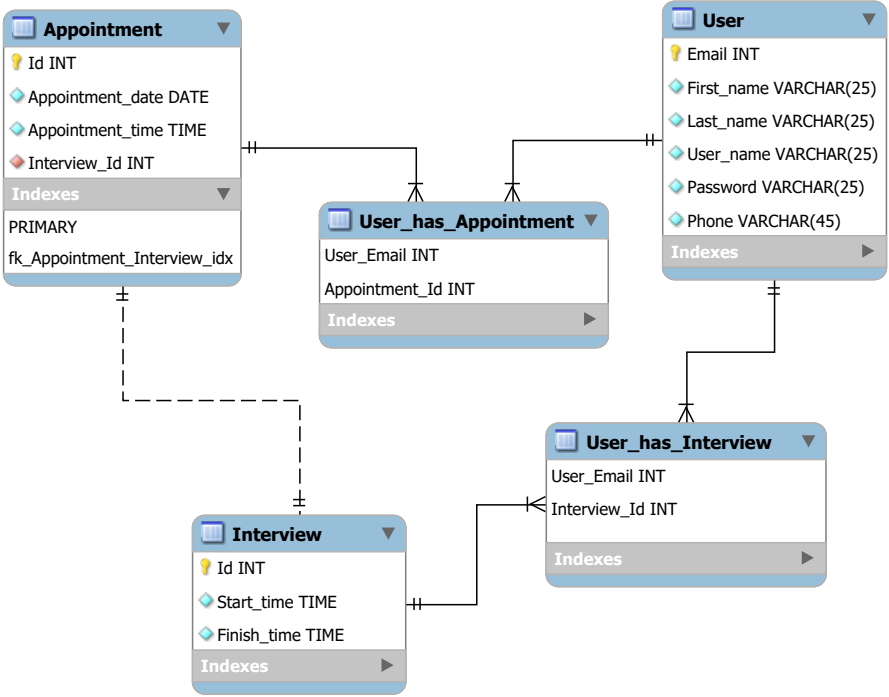 Appointment
Id INT
Appointment_date DATE
Appointment_time TIME
Interview_Id INT
Indexes
PRIMARY
fk_Appointment_Interview_idx
User
Email INT
First_name VARCHAR(25)
Last_name VARCHAR(25)
User_name VARCHAR(25)
Password VARCHAR(25)
Phone VARCHAR(45)
Indexes
User_has_Appointment
User_Email INT
Appointment_Id INT
Indexes
User_has_Interview
User_Email INT
Interview_Id INT
Indexes
Interview
Id INT
Start_time TIME
Finish_time TIME
Indexes